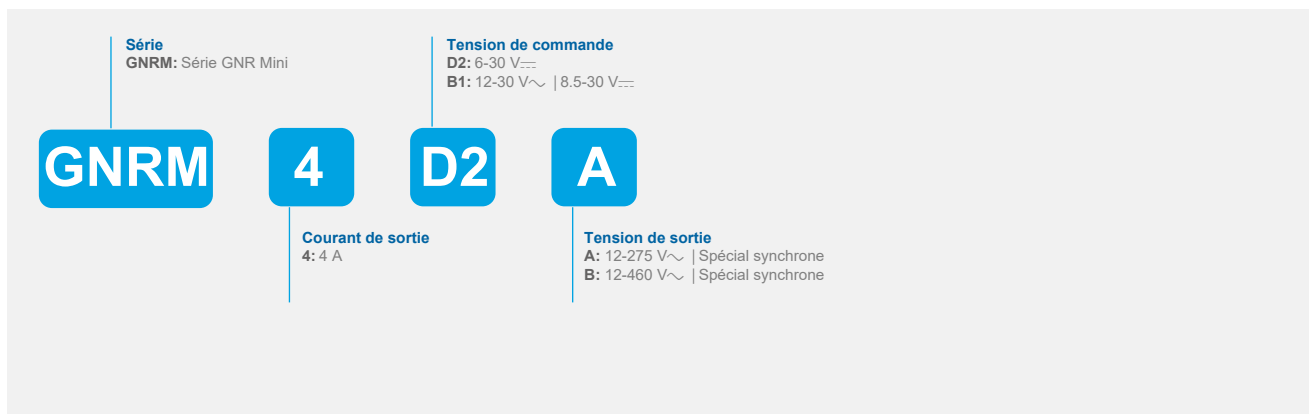 Série
GNRM: Série GNR Mini
Tension de commande
D2: 6-30 V⎓
B1: 12-30 V∿ | 8.5-30 V⎓
GNRM 4 D2 A
Courant de sortie
4: 4 A
Tension de sortie
A: 12-275 V∿ | Spécial synchrone
B: 12-460 V∿ | Spécial synchrone